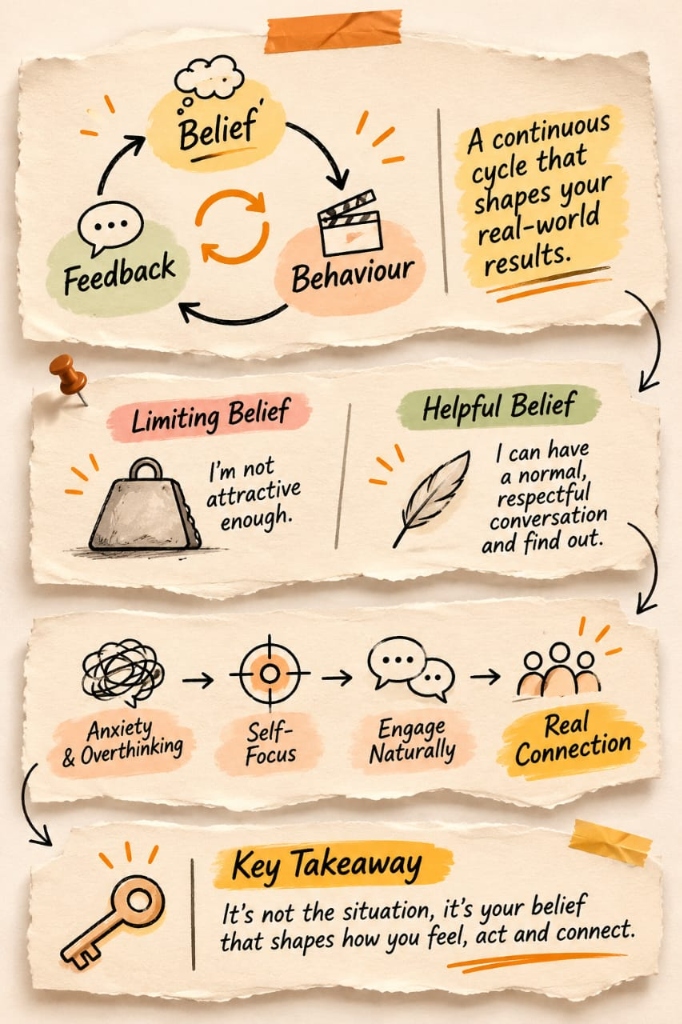 Belief
Feedback
Behaviour
A continuous
cycle that
shapes your
real-world
results.
Limiting Belief
I'm not
attractive
enough.
Helpful Belief
I can have
a normal,
respectful
conversation
and find out.
Anxiety
& Overthinking
Self-
Focus
Engage
Naturally
Real
Connection
Key Takeaway
It's not the situation, it's your belief
that shapes how you feel, act and connect.